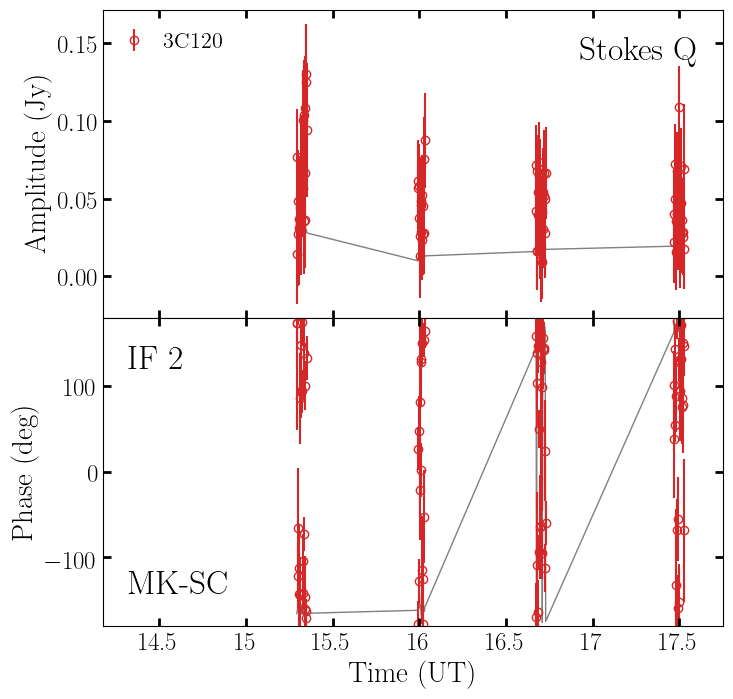 3C120
Stokes Q
0.15
0.10
0.05
0.00
Amplitude (Jy)
IF 2
MK-SC
100
0
−100
Phase (deg)
14.5 15 15.5 16 16.5 17 17.5
Time (UT)